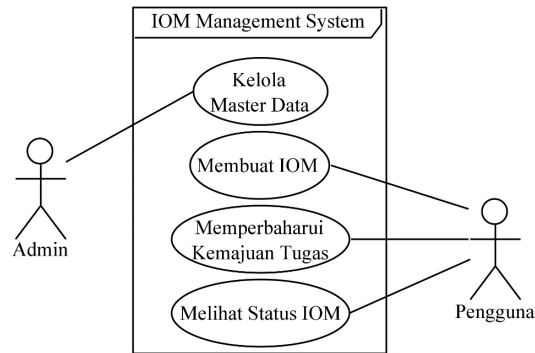 IOM Management System
Kelola
Master Data
Membuat IOM
Memperbaharui
Kemajuan Tugas
Melihat Status IOM
Admin
Pengguna